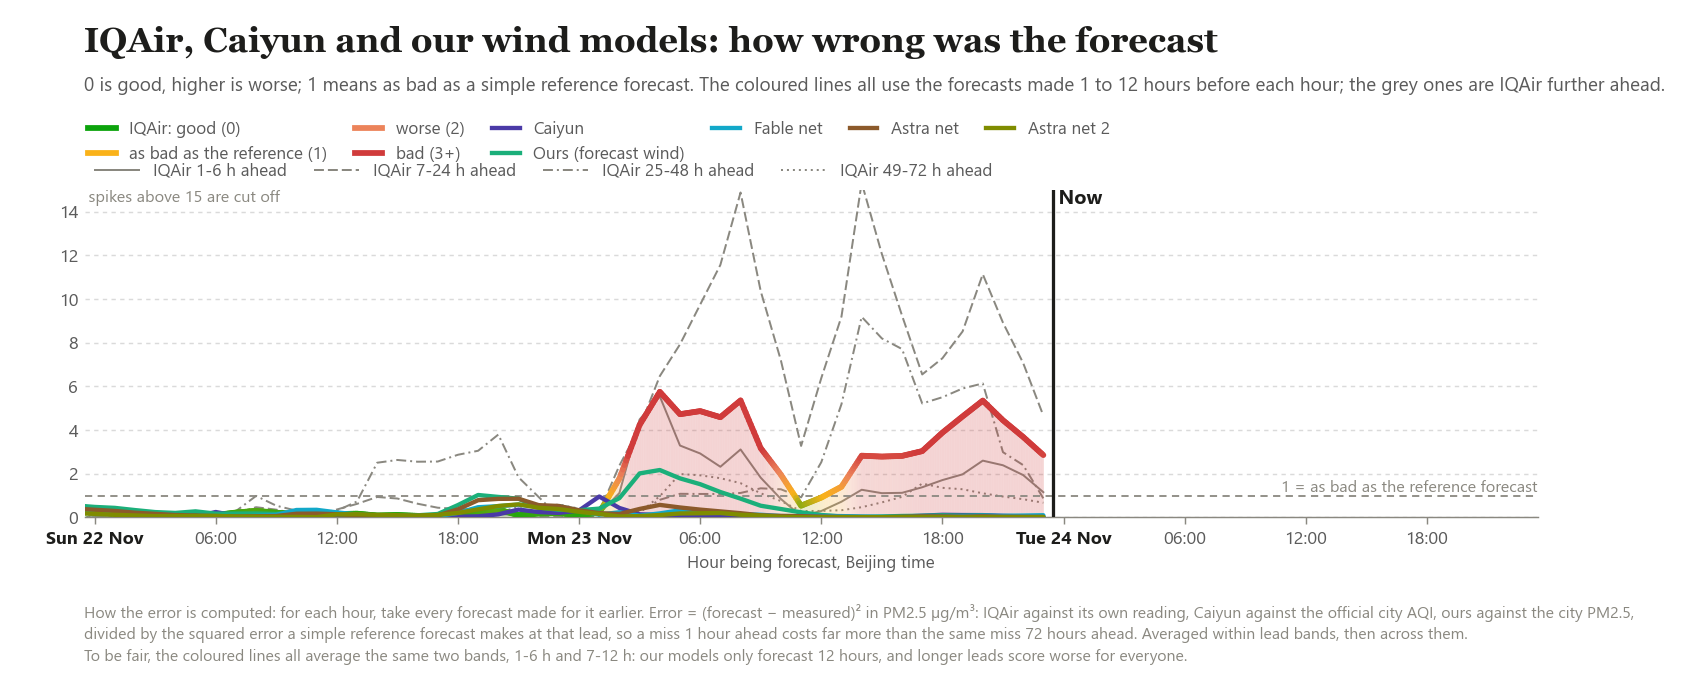 IQAir, Caiyun and our wind models: how wrong was the forecast
0 is good, higher is worse; 1 means as bad as a simple reference forecast. The coloured lines all use the forecasts made 1 to 12 hours before each hour; the grey ones are IQAir further ahead.
IQAir: good (0) worse (2) Caiyun Fable net Astra net Astra net 2
as bad as the reference (1) bad (3+) Ours (forecast wind)
IQAir 1-6 h ahead IQAir 7-24 h ahead IQAir 25-48 h ahead IQAir 49-72 h ahead
spikes above 15 are cut off
Now
14
12
10
8
6
4
2
1 = as bad as the reference forecast
0
Sun 22 Nov 06:00 12:00 18:00 Mon 23 Nov 06:00 12:00 18:00 Tue 24 Nov 06:00 12:00 18:00
Hour being forecast, Beijing time
How the error is computed: for each hour, take every forecast made for it earlier. Error = (forecast − measured)² in PM2.5 µg/m³: IQAir against its own reading, Caiyun against the official city AQI, ours against the city PM2.5,
divided by the squared error a simple reference forecast makes at that lead, so a miss 1 hour ahead costs far more than the same miss 72 hours ahead. Averaged within lead bands, then across them.
To be fair, the coloured lines all average the same two bands, 1-6 h and 7-12 h: our models only forecast 12 hours, and longer leads score worse for everyone.